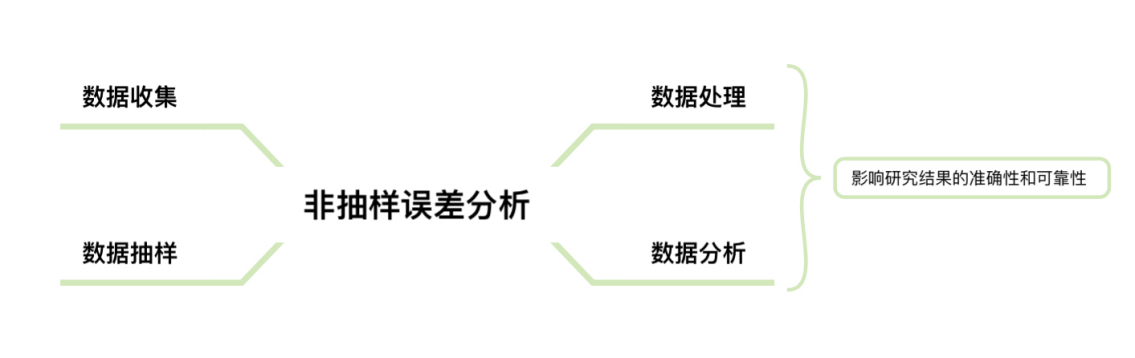 数据收集
数据处理
影响研究结果的准确性和可靠性
非抽样误差分析
数据抽样
数据分析